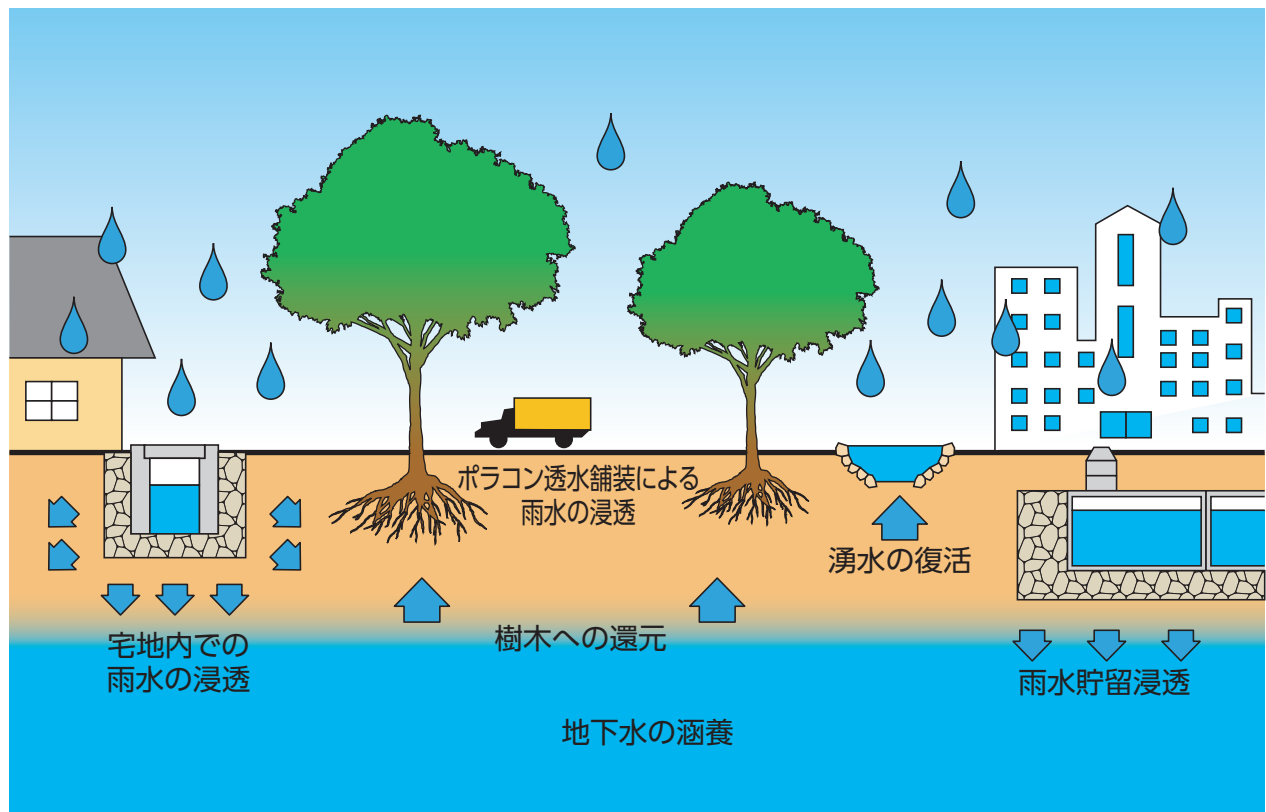 ポラコン透水舗装による
雨水の浸透
湧水の復活
宅地内での
雨水の浸透
樹木への還元
雨水貯留浸透
地下水の涵養